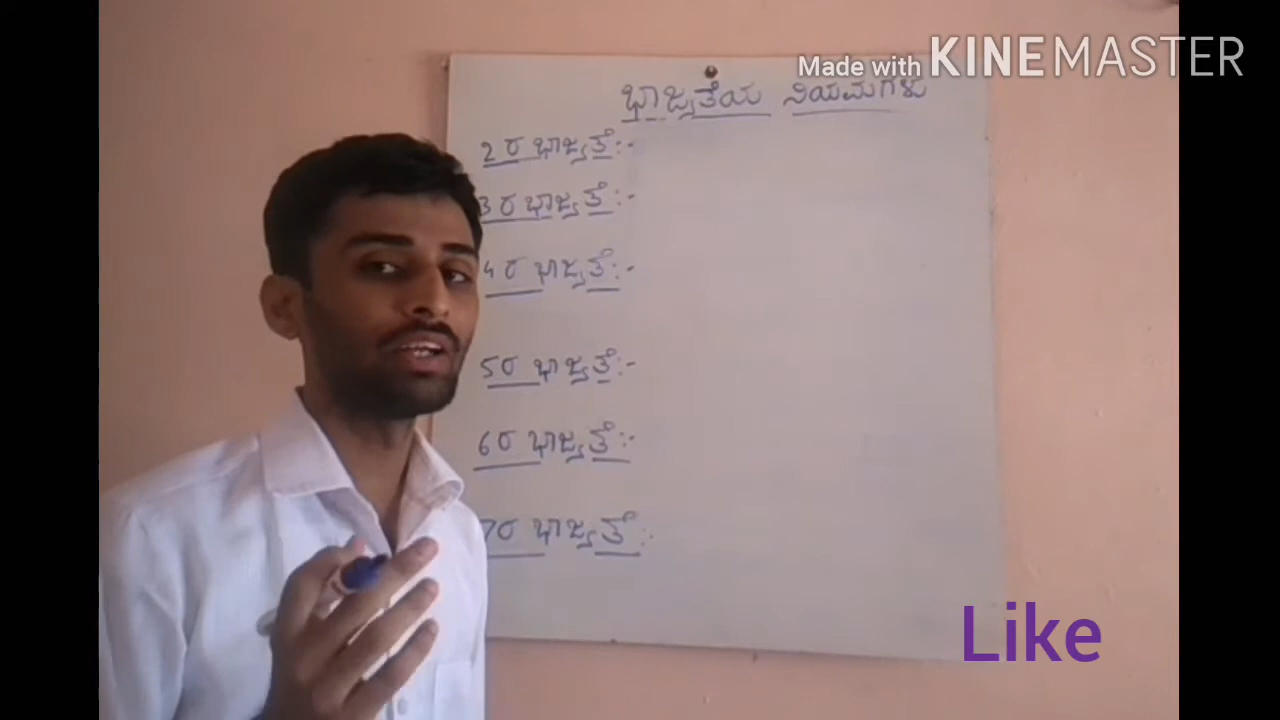 Made with KINEMASTER
ಭಾಜ್ಯತೆಯ ನಿಯಮಗಳು
2ರ ಭಾಜ್ಯತೆ:-
3ರ ಭಾಜ್ಯತೆ:-
4ರ ಭಾಜ್ಯತೆ:-
5ರ ಭಾಜ್ಯತೆ:-
6ರ ಭಾಜ್ಯತೆ:-
7ರ ಭಾಜ್ಯತೆ:-
Like